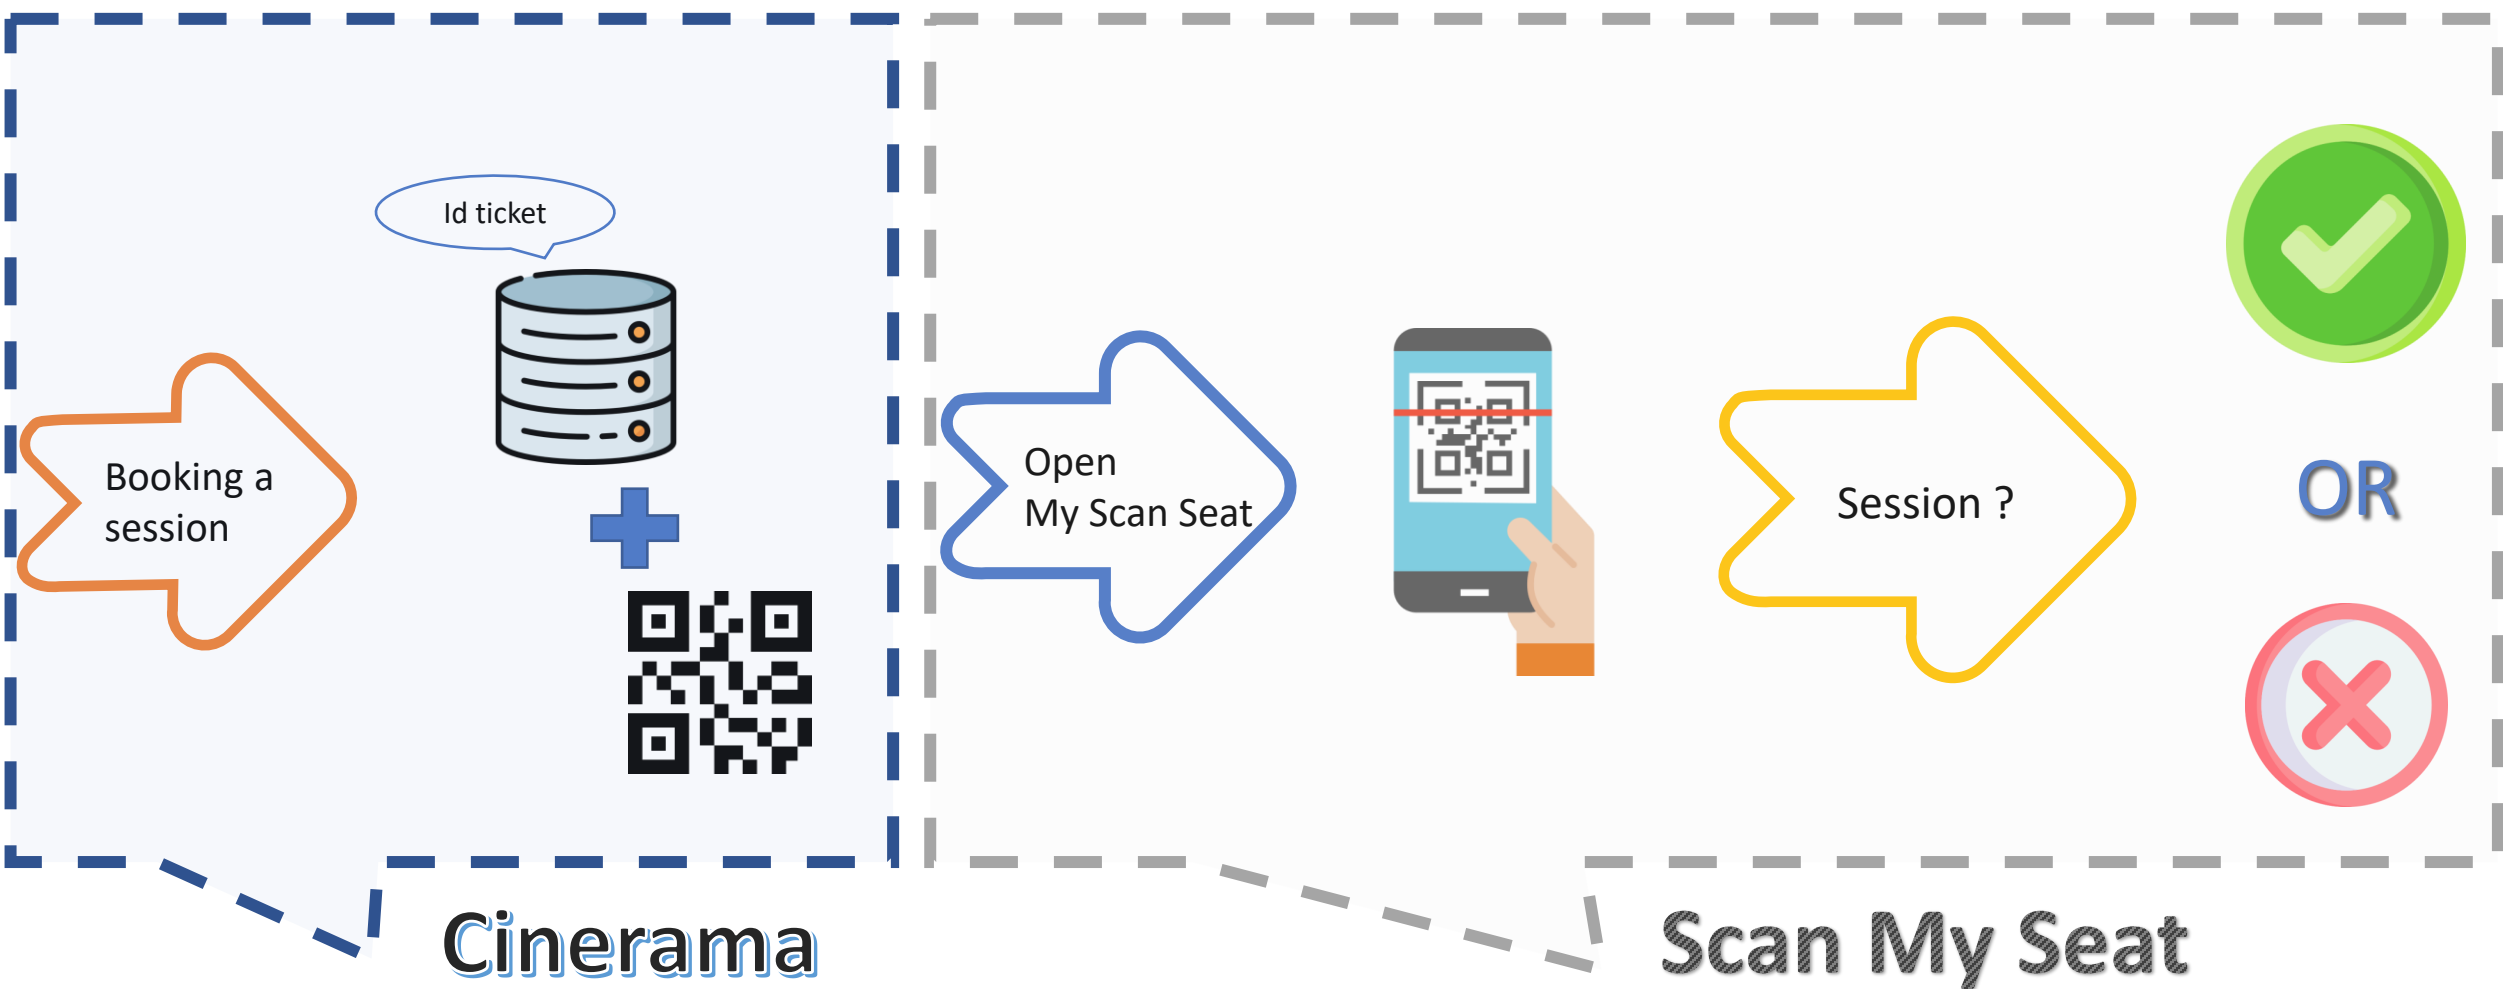 Id ticket
Booking a
session
Open
My Scan Seat
Session ?
OR
Cinerama
Scan My Seat